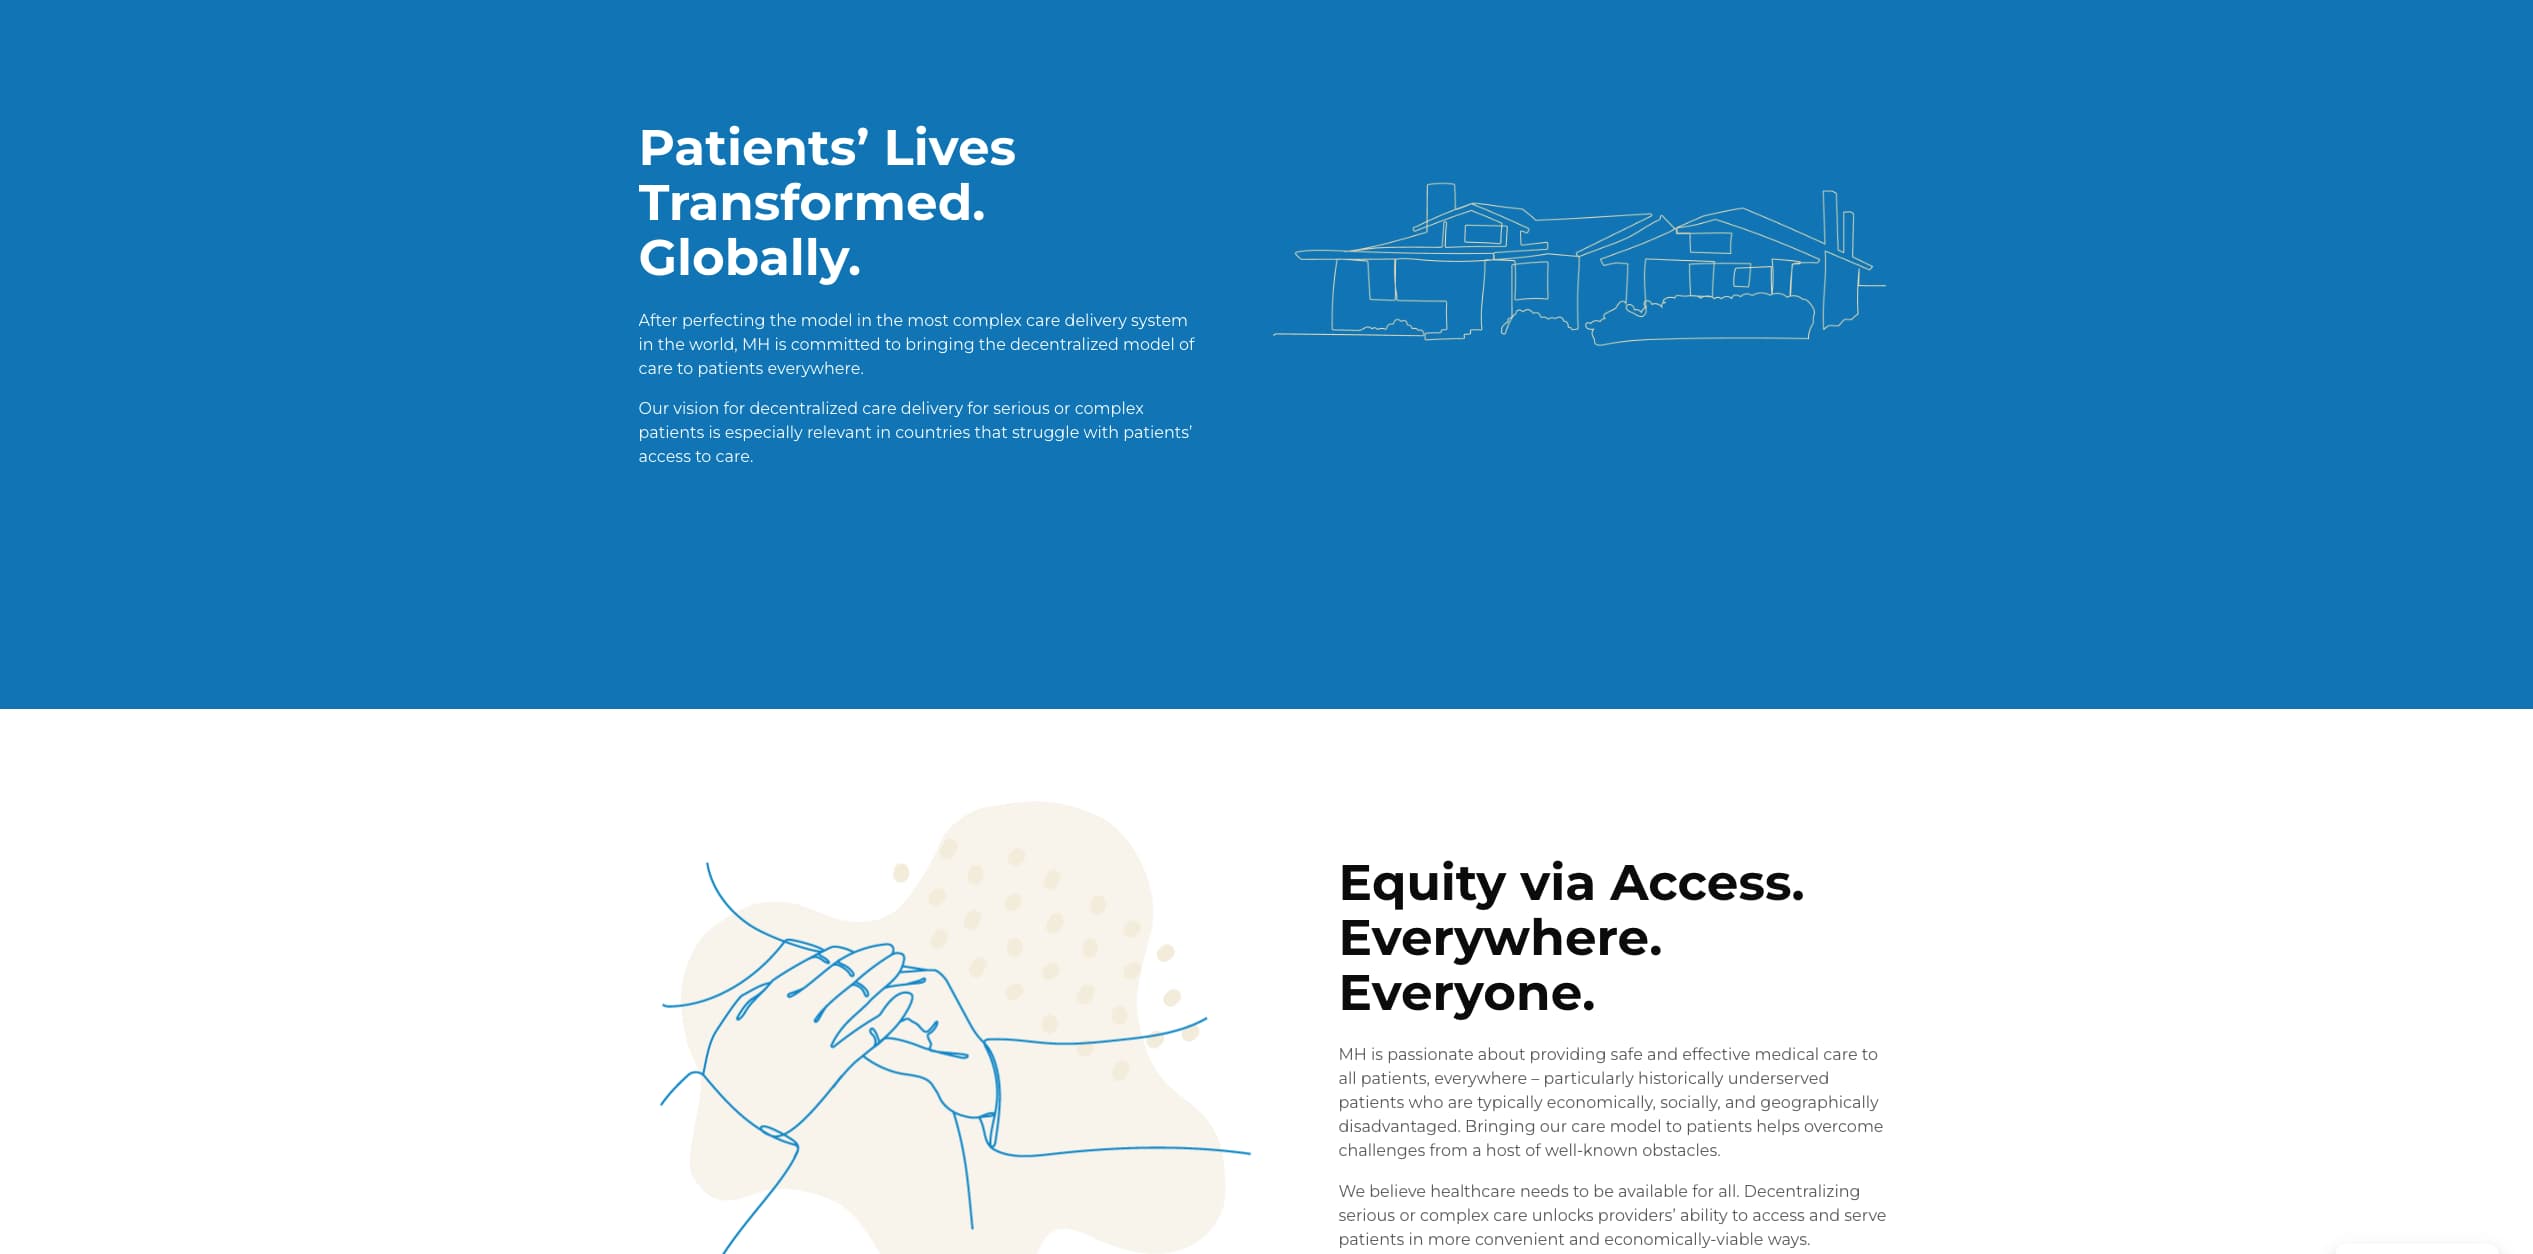 Patients’ Lives
Transformed.
Globally.
After perfecting the model in the most complex care delivery system
in the world, MH is committed to bringing the decentralized model of
care to patients everywhere.
Our vision for decentralized care delivery for serious or complex
patients is especially relevant in countries that struggle with patients’
access to care.
Equity via Access.
Everywhere.
Everyone.
MH is passionate about providing safe and effective medical care to
all patients, everywhere – particularly historically underserved
patients who are typically economically, socially, and geographically
disadvantaged. Bringing our care model to patients helps overcome
challenges from a host of well-known obstacles.
We believe healthcare needs to be available for all. Decentralizing
serious or complex care unlocks providers’ ability to access and serve
patients in more convenient and economically-viable ways.